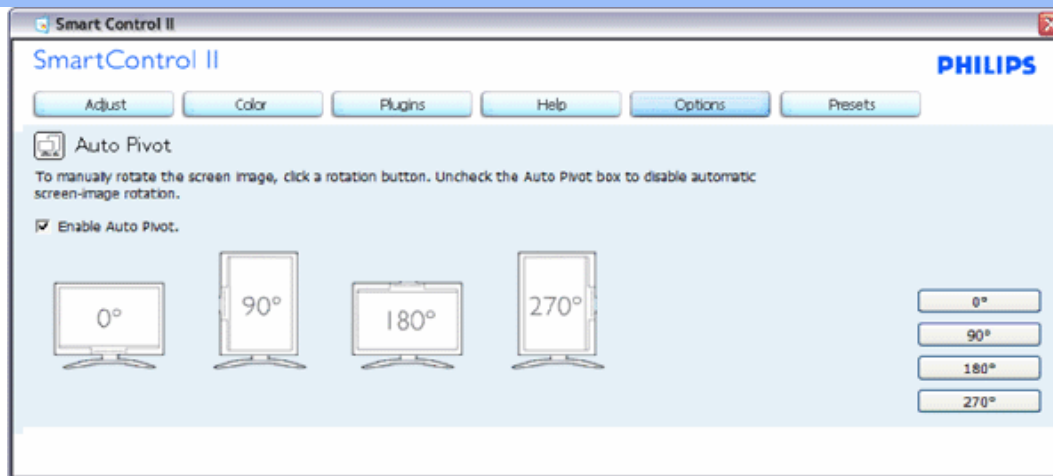 Smart Control II
SmartControl II
PHILIPS
Adjust
Color
Plugins
Help
Options
Presets
Auto Pivot
To manualy rotate the screen image, click a rotation button. Uncheck the Auto Pivot box to disable automatic
screen-image rotation.
Enable Auto Pivot.
0°
90°
180°
270°
0°
90°
180°
270°